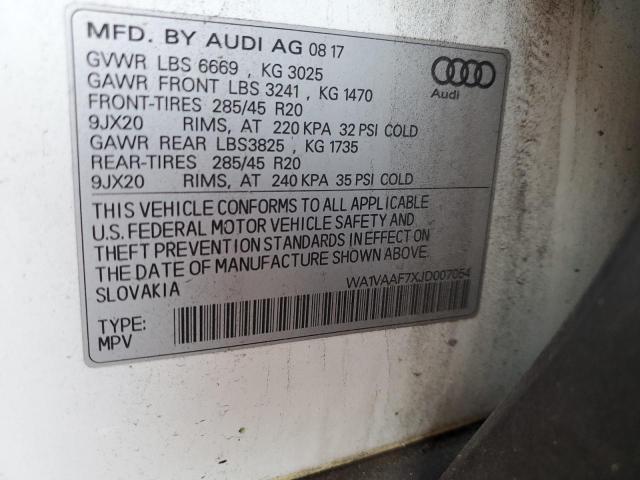 MFD. BY AUDI AG 08 17
GVWR LBS 6669 , KG 3025
GAWR FRONT LBS 3241 , KG 1470
FRONT-TIRES 285/45 R20
9JX20 RIMS, AT 220 KPA 32 PSI COLD
GAWR REAR LBS3825 , KG 1735
REAR-TIRES 285/45 R20
9JX20 RIMS, AT 240 KPA 35 PSI COLD
Audi
THIS VEHICLE CONFORMS TO ALL APPLICABLE
U.S. FEDERAL MOTOR VEHICLE SAFETY AND
THEFT PREVENTION STANDARDS IN EFFECT ON
THE DATE OF MANUFACTURE SHOWN ABOVE.
SLOVAKIA
WA1VAAF7XJD007054
TYPE:
MPV